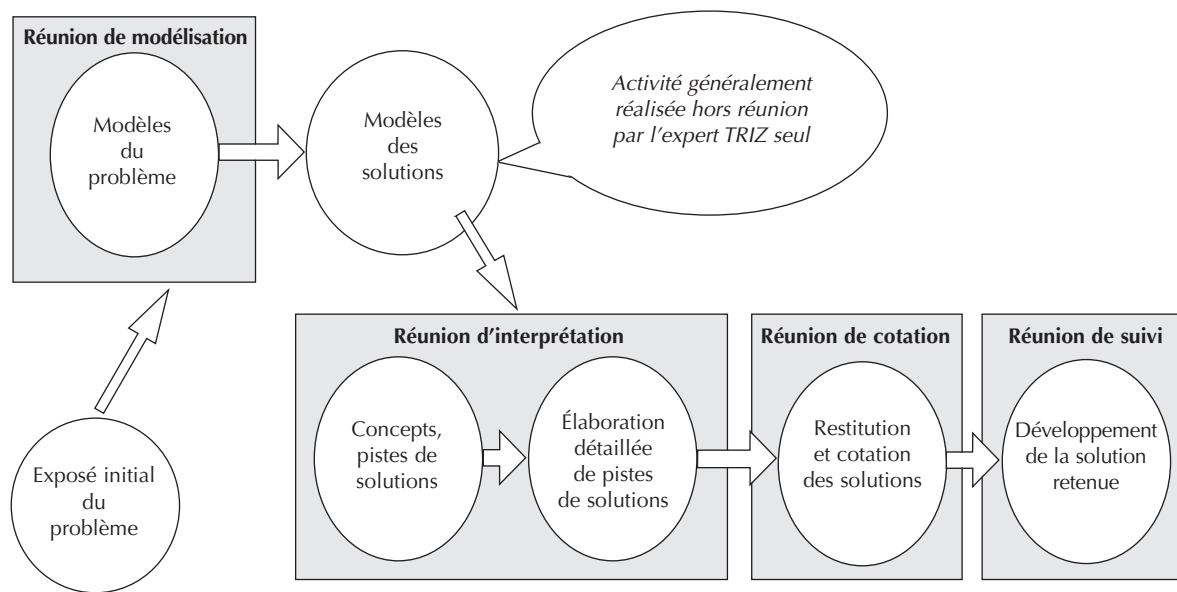 Réunion de modélisation
Modèles
du
problème
Modèles
des
solutions
Activité généralement
réalisée hors réunion
par l'expert TRIZ seul
Exposé initial
du
problème
Réunion d'interprétation
Concepts,
pistes de
solutions
Élaboration
détaillée
de pistes
de solutions
Réunion de cotation
Restitution
et cotation
des solutions
Réunion de suivi
Développement
de la solution
retenue